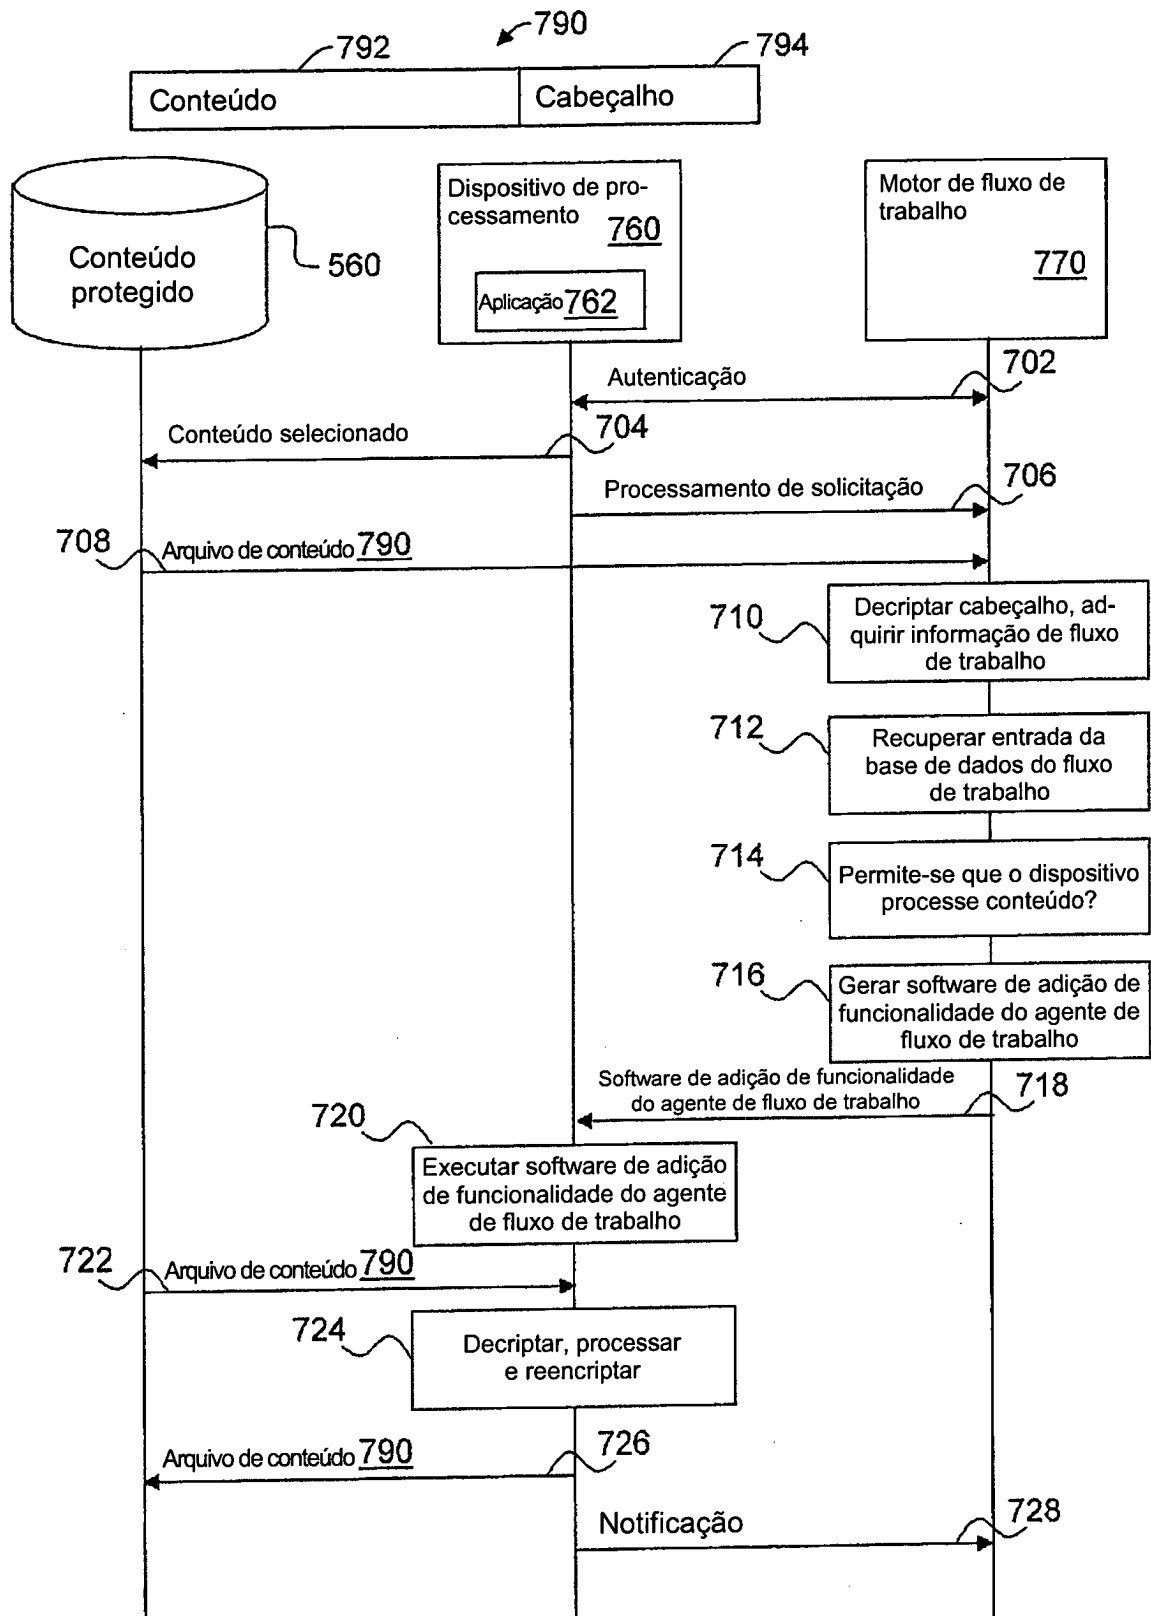 790
792
794
Conteúdo
Cabeçalho
Conteúdo
protegido
560
Dispositivo de pro-
cessamento
760
Aplicação 762
Motor de fluxo de
trabalho
770
Autenticação
702
Conteúdo selecionado
704
Processamento de solicitação
706
708
Arquivo de conteúdo 790
710
Decriptar cabeçalho, ad-
quirir informação de fluxo
de trabalho
712
Recuperar entrada da
base de dados do fluxo
de trabalho
714
Permite-se que o dispositivo
processe conteúdo?
716
Gerar software de adição de
funcionalidade do agente de
fluxo de trabalho
Software de adição de funcionalidade
do agente de fluxo de trabalho
718
720
Executar software de adição
de funcionalidade do agente
de fluxo de trabalho
722
Arquivo de conteúdo 790
724
Decriptar, processar
e reencriptar
Arquivo de conteúdo 790
726
Notificação
728